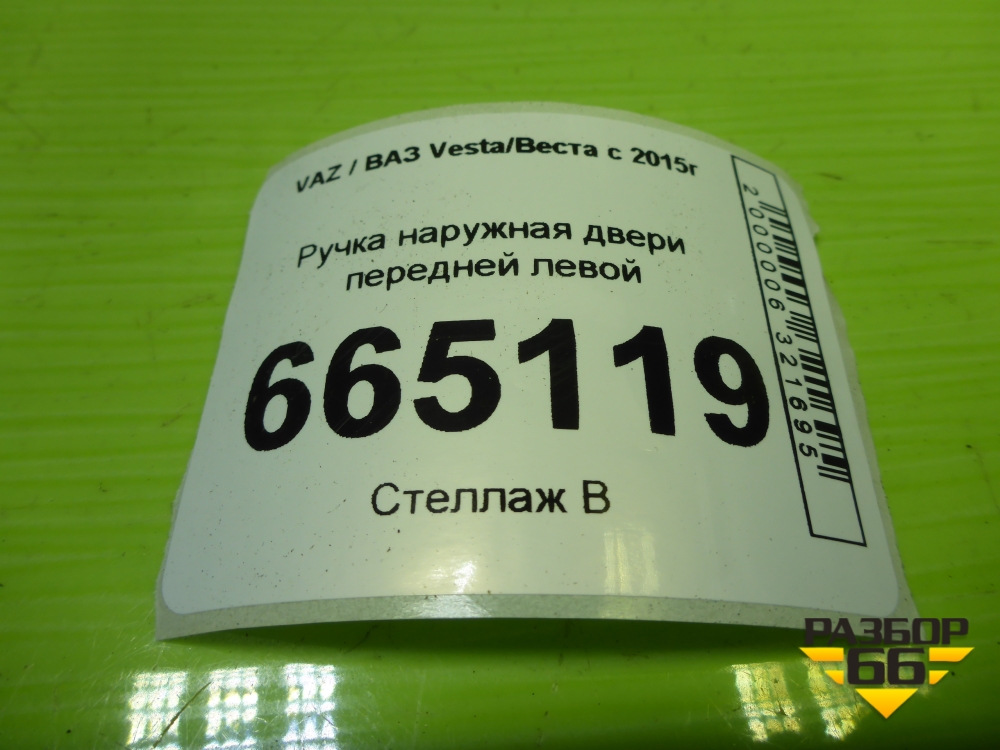 VAZ / ВАЗ Vesta/Веста с 2015г
Ручка наружная двери
передней левой
665119
Стеллаж В
2000006321695
РАЗБОР
66